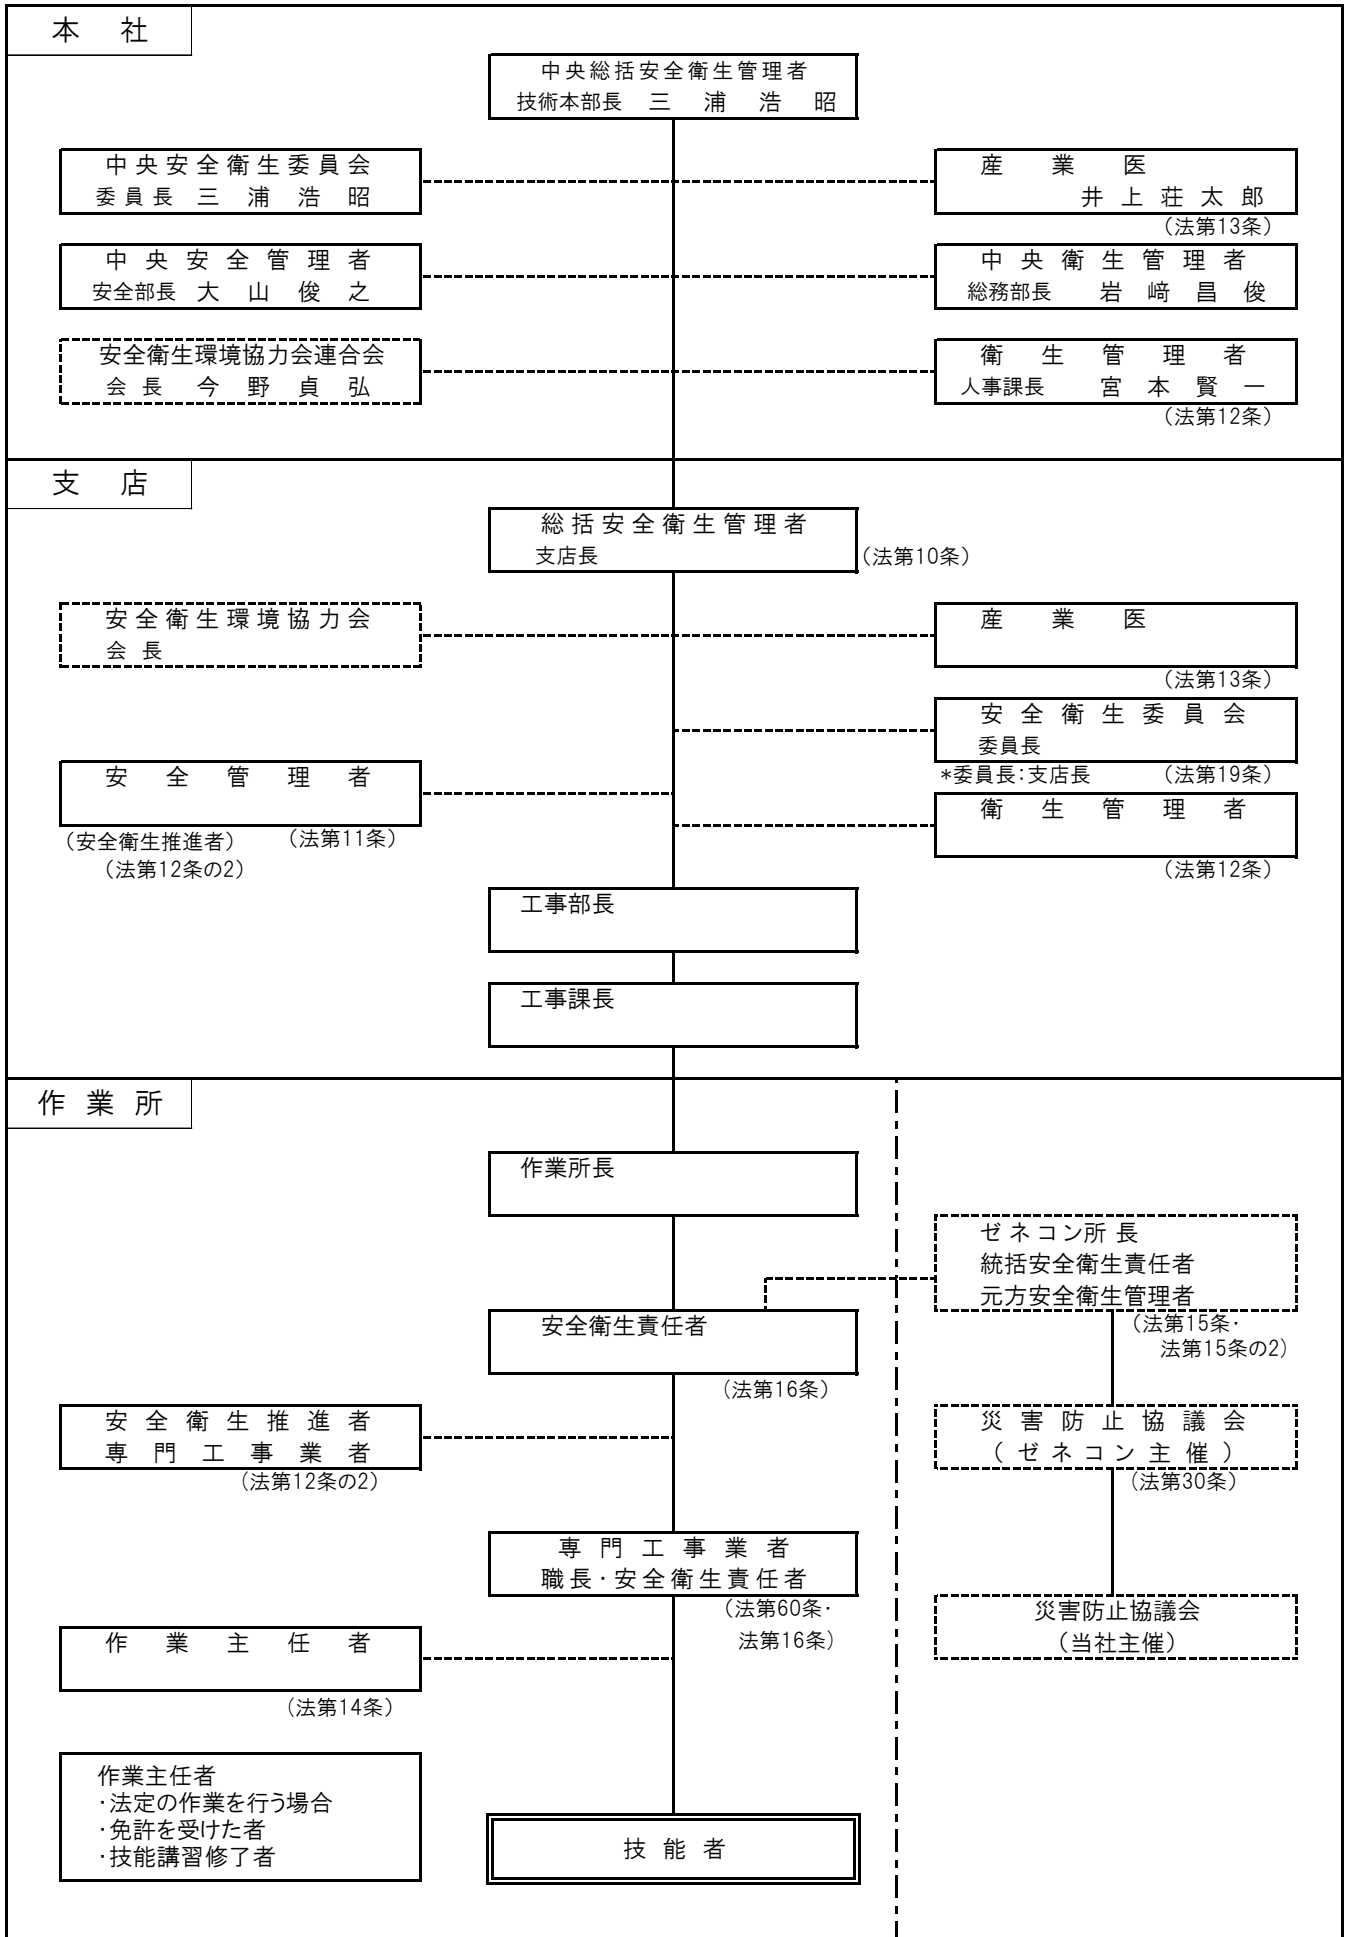 本社
中央総括安全衛生管理者
技術本部長 三浦浩昭
中央安全衛生委員会
委員長 三浦浩昭
産業医
井上荘太郎
（法第13条）
中央安全管理者
安全部長 大山俊之
中央衛生管理者
総務部長 岩﨑昌俊
安全衛生環境協力会連合会
会長 今野貞弘
衛生管理者
人事課長 宮本賢一
（法第12条）
支店
総括安全衛生管理者
支店長
（法第10条）
安全衛生環境協力会
会長
産業医
（法第13条）
安全衛生委員会
委員長
*委員長：支店長 （法第19条）
安全管理者
（安全衛生推進者） （法第11条）
（法第12条の2）
衛生管理者
（法第12条）
工事部長
工事課長
作業所
作業所長
ゼネコン所長
統括安全衛生責任者
元方安全衛生管理者
（法第15条・
法第15条の2）
安全衛生責任者
（法第16条）
安全衛生推進者
専門工事業者
（法第12条の2）
災害防止協議会
（ゼネコン主催）
（法第30条）
専門工事業者
職長・安全衛生責任者
（法第60条・
法第16条）
災害防止協議会
（当社主催）
作業主任者
（法第14条）
作業主任者
・法定の作業を行う場合
・免許を受けた者
・技能講習修了者
技能者